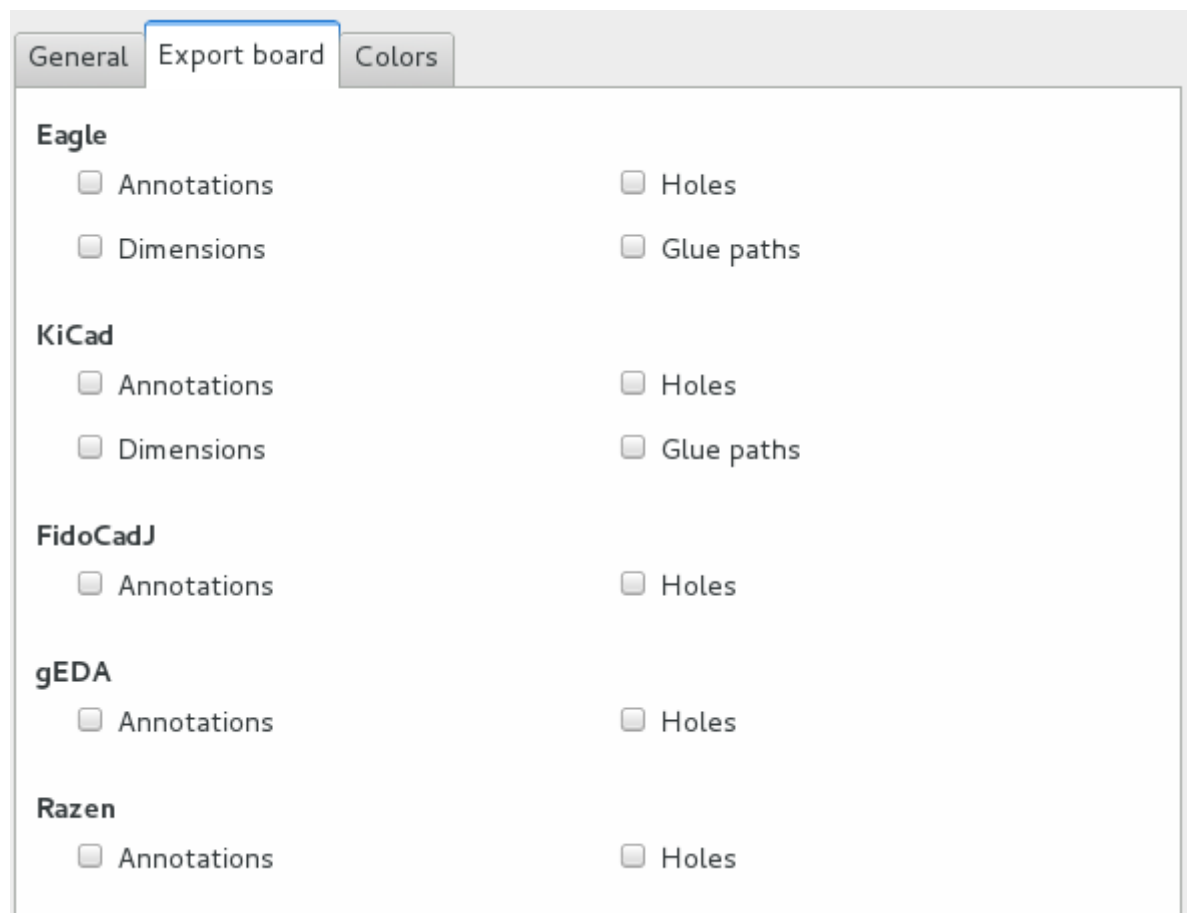 General Export board Colors
Eagle
Annotations Holes
Dimensions Glue paths
KiCad
Annotations Holes
Dimensions Glue paths
FidoCadJ
Annotations Holes
gEDA
Annotations Holes
Razen
Annotations Holes